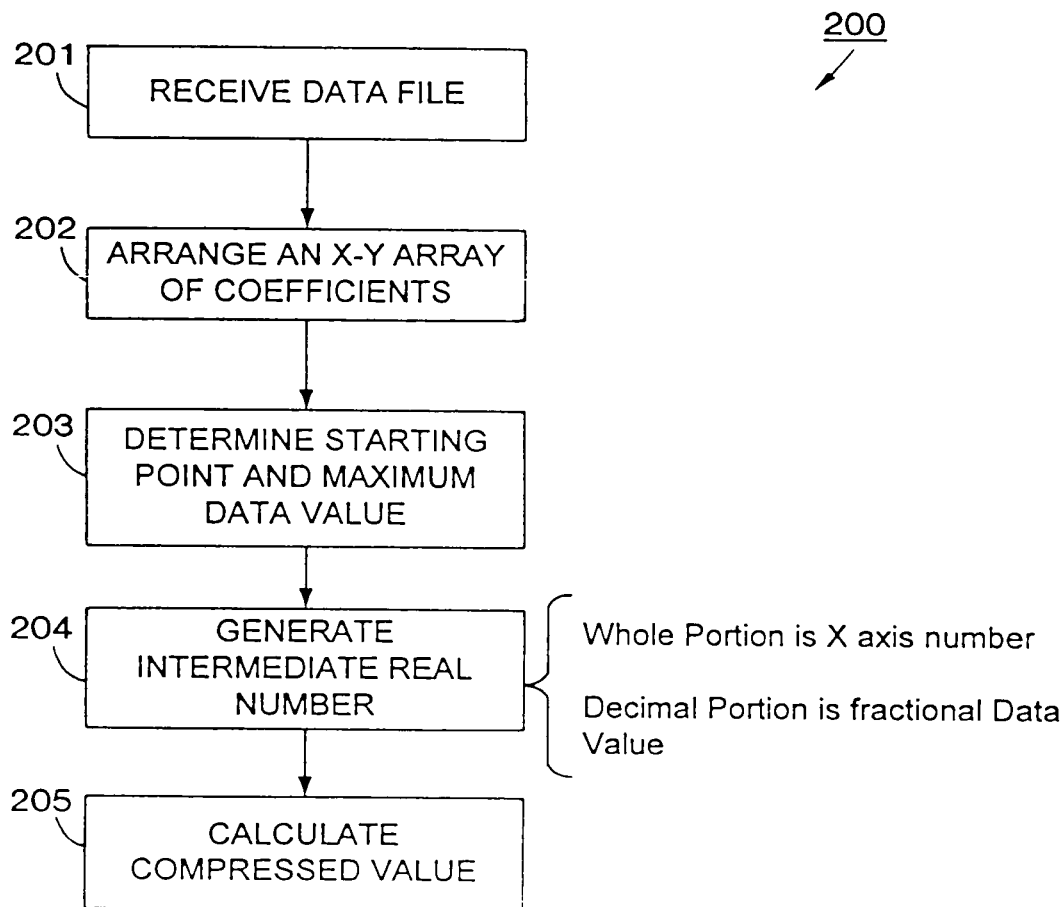 200
201
RECEIVE DATA FILE
202
ARRANGE AN X-Y ARRAY
OF COEFFICIENTS
203
DETERMINE STARTING
POINT AND MAXIMUM
DATA VALUE
204
GENERATE
INTERMEDIATE REAL
NUMBER
Whole Portion is X axis number
Decimal Portion is fractional Data
Value
205
CALCULATE
COMPRESSED VALUE